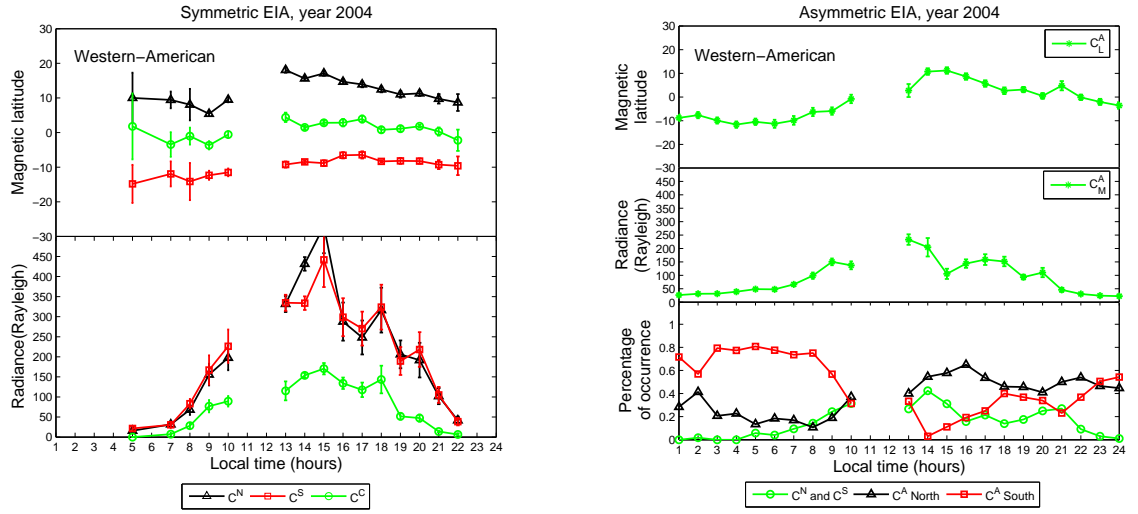 Symmetric EIA, year 2004
30
20
10
0
−10
−20
−30
Magnetic latitude
Western−American
450
400
350
300
250
200
150
100
50
0
Radiance(Rayleigh)
1 2 3 4 5 6 7 8 9 10 11 12 13 14 15 16 17 18 19 20 21 22 23 24
Local time (hours)
C^N C^S C^C
Asymmetric EIA, year 2004
30
20
10
0
−10
−20
−30
Magnetic
latitude
Western−American
C_L^A
450
400
350
300
250
200
150
100
50
0
Radiance
(Rayleigh)
C_M^A
1
0.8
0.6
0.4
0.2
0
Percentage
of occurrence
1 2 3 4 5 6 7 8 9 10 11 12 13 14 15 16 17 18 19 20 21 22 23 24
Local time (hours)
C^N and C^S C^A North C^A South